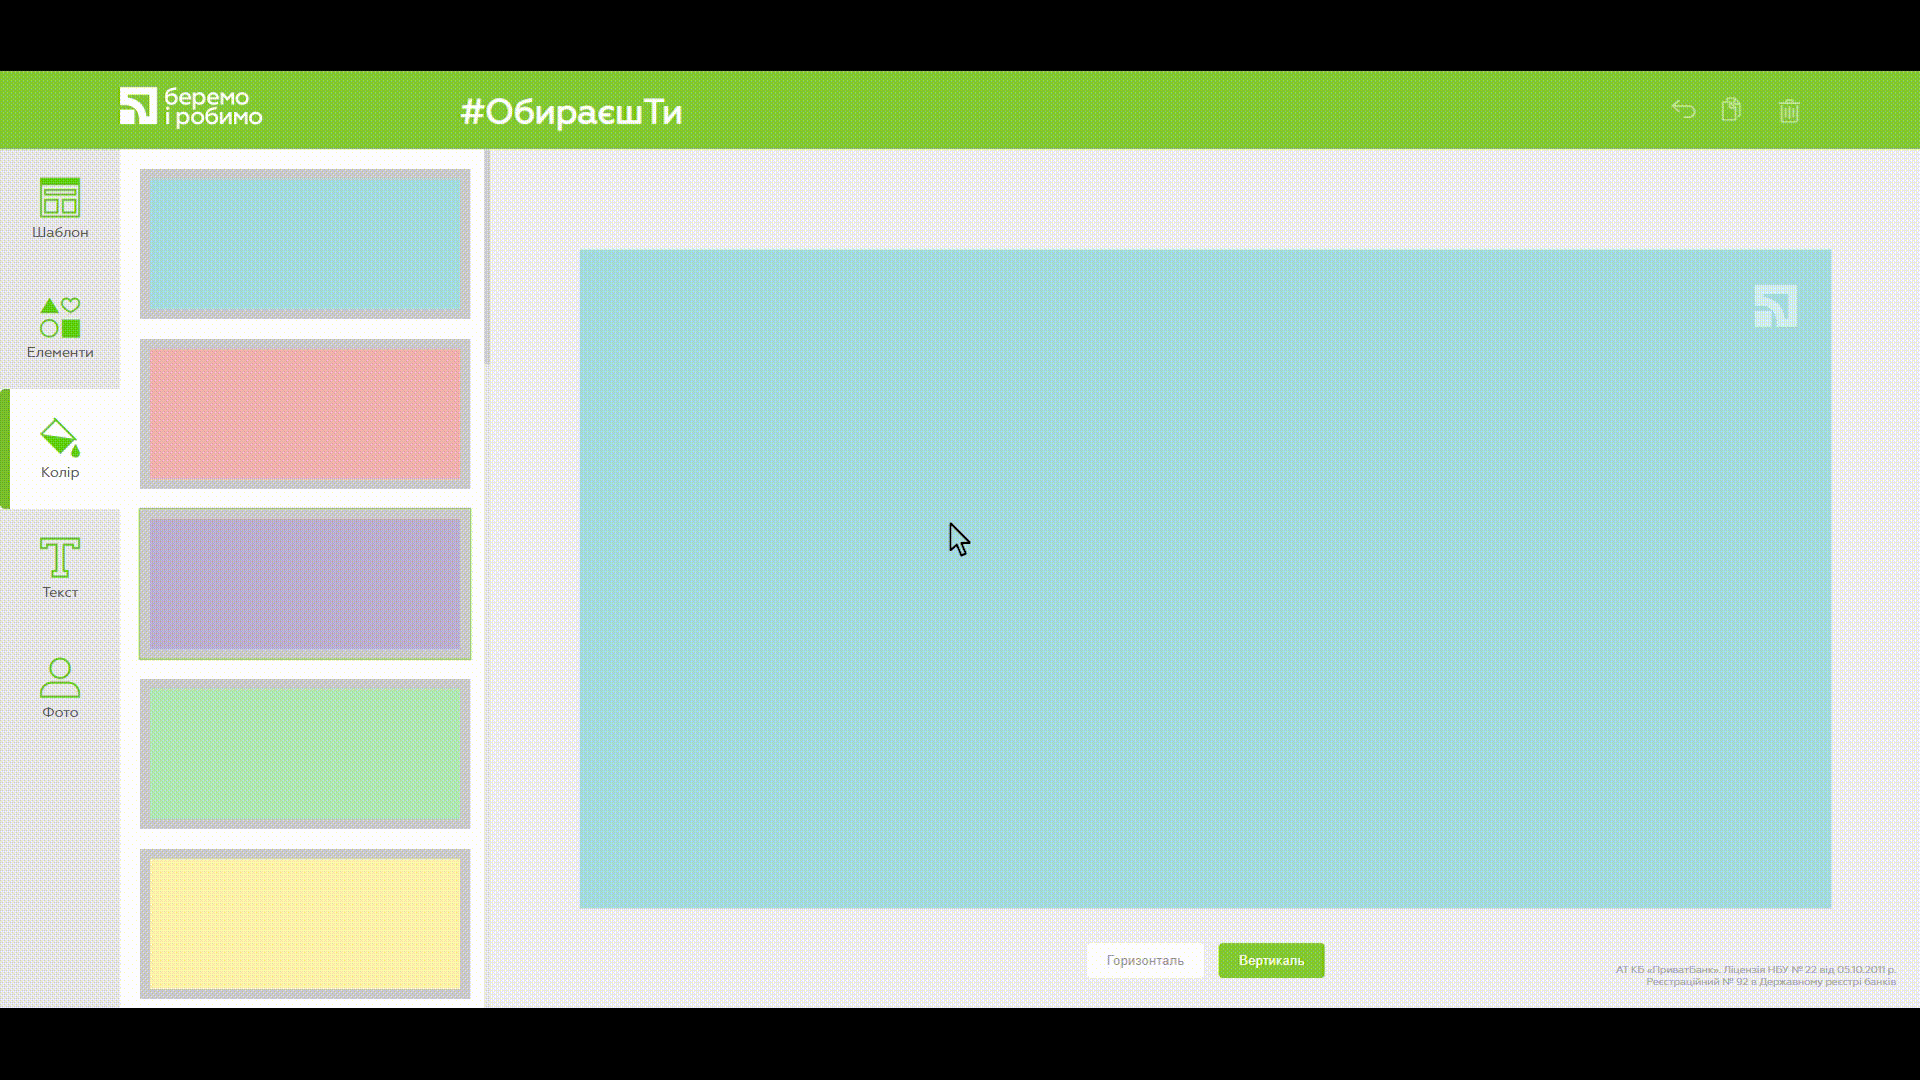 беремо
і робимо
#ОбираєшТи
Шаблон
Елементи
Колір
Текст
Фото
Горизонталь
Вертикаль
АТ КБ «ПриватБанк». Ліцензія НБУ № 22 від 05.10.2011 р.
Реєстраційний № 92 в Державному реєстрі банків